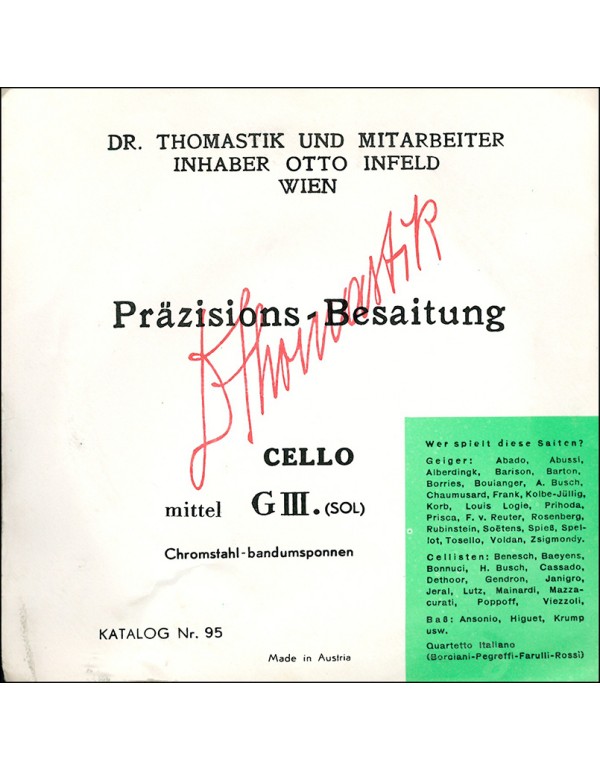 DR. THOMASTIK UND MITARBEITER
INHABER OTTO INFELD
WIEN
Präzisions-Besaitung
Dr Thomastik
CELLO
mittel G III. (SOL)
Chromstahl-bandumsponnen
KATALOG Nr. 95
Made in Austria
Wer spielt diese Saiten?
Geiger: Abado, Abussi,
Alberdingk, Barison, Barton,
Borries, Boulanger, A. Busch,
Chaumusard, Frank, Kolbe-Jüllig,
Korb, Louis Logie, Prihoda,
Prisca, F. v. Reuter, Rosenberg,
Rubinstein, Soëtens, Spieß, Spel-
lot, Tosello, Voldan, Zsigmondy.
Cellisten: Benesch, Baeyens,
Bonnuci, H. Busch, Cassado,
Dethoor, Gendron, Janigro,
Jeral, Lutz, Mainardi, Mazza-
curati, Poppoff, Viezzoli,
Baß: Ansonio, Higuet, Krump
usw.
Quartetto Italiano
(Borciani-Pegreffi-Farulli-Rossi)